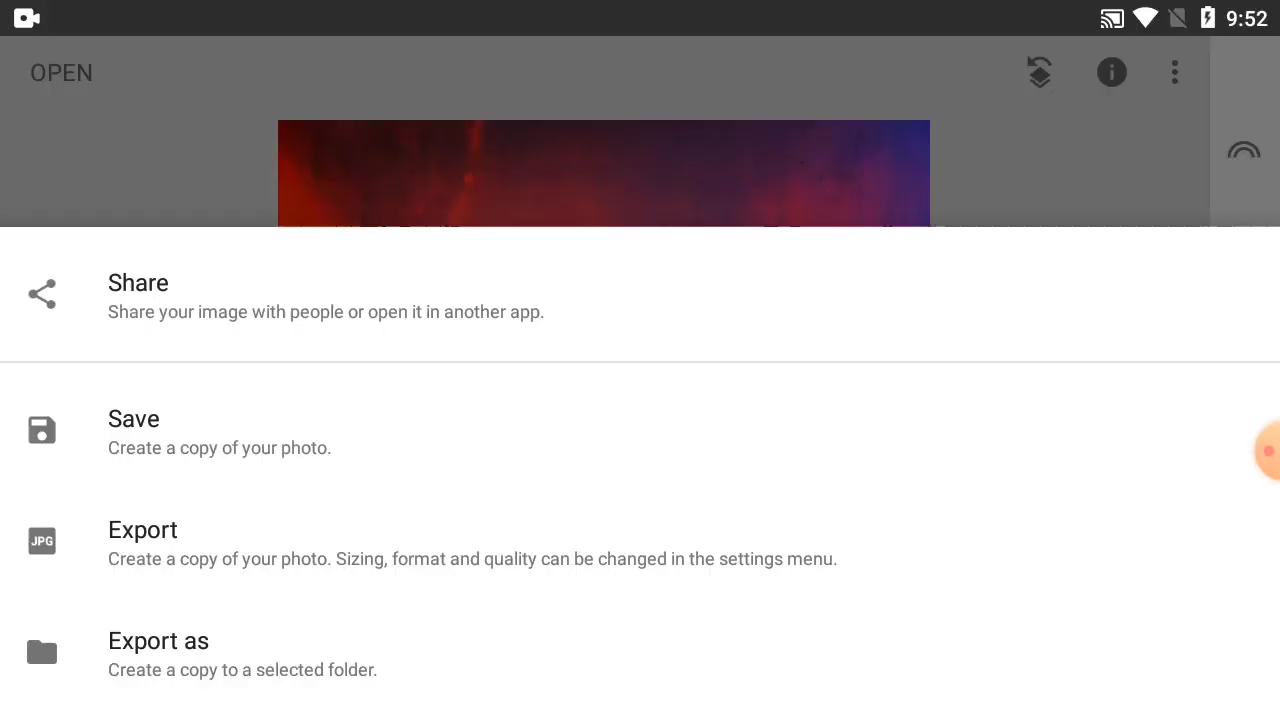 9:52
OPEN
Share
Share your image with people or open it in another app.
Save
Create a copy of your photo.
JPG
Export
Create a copy of your photo. Sizing, format and quality can be changed in the settings menu.
Export as
Create a copy to a selected folder.